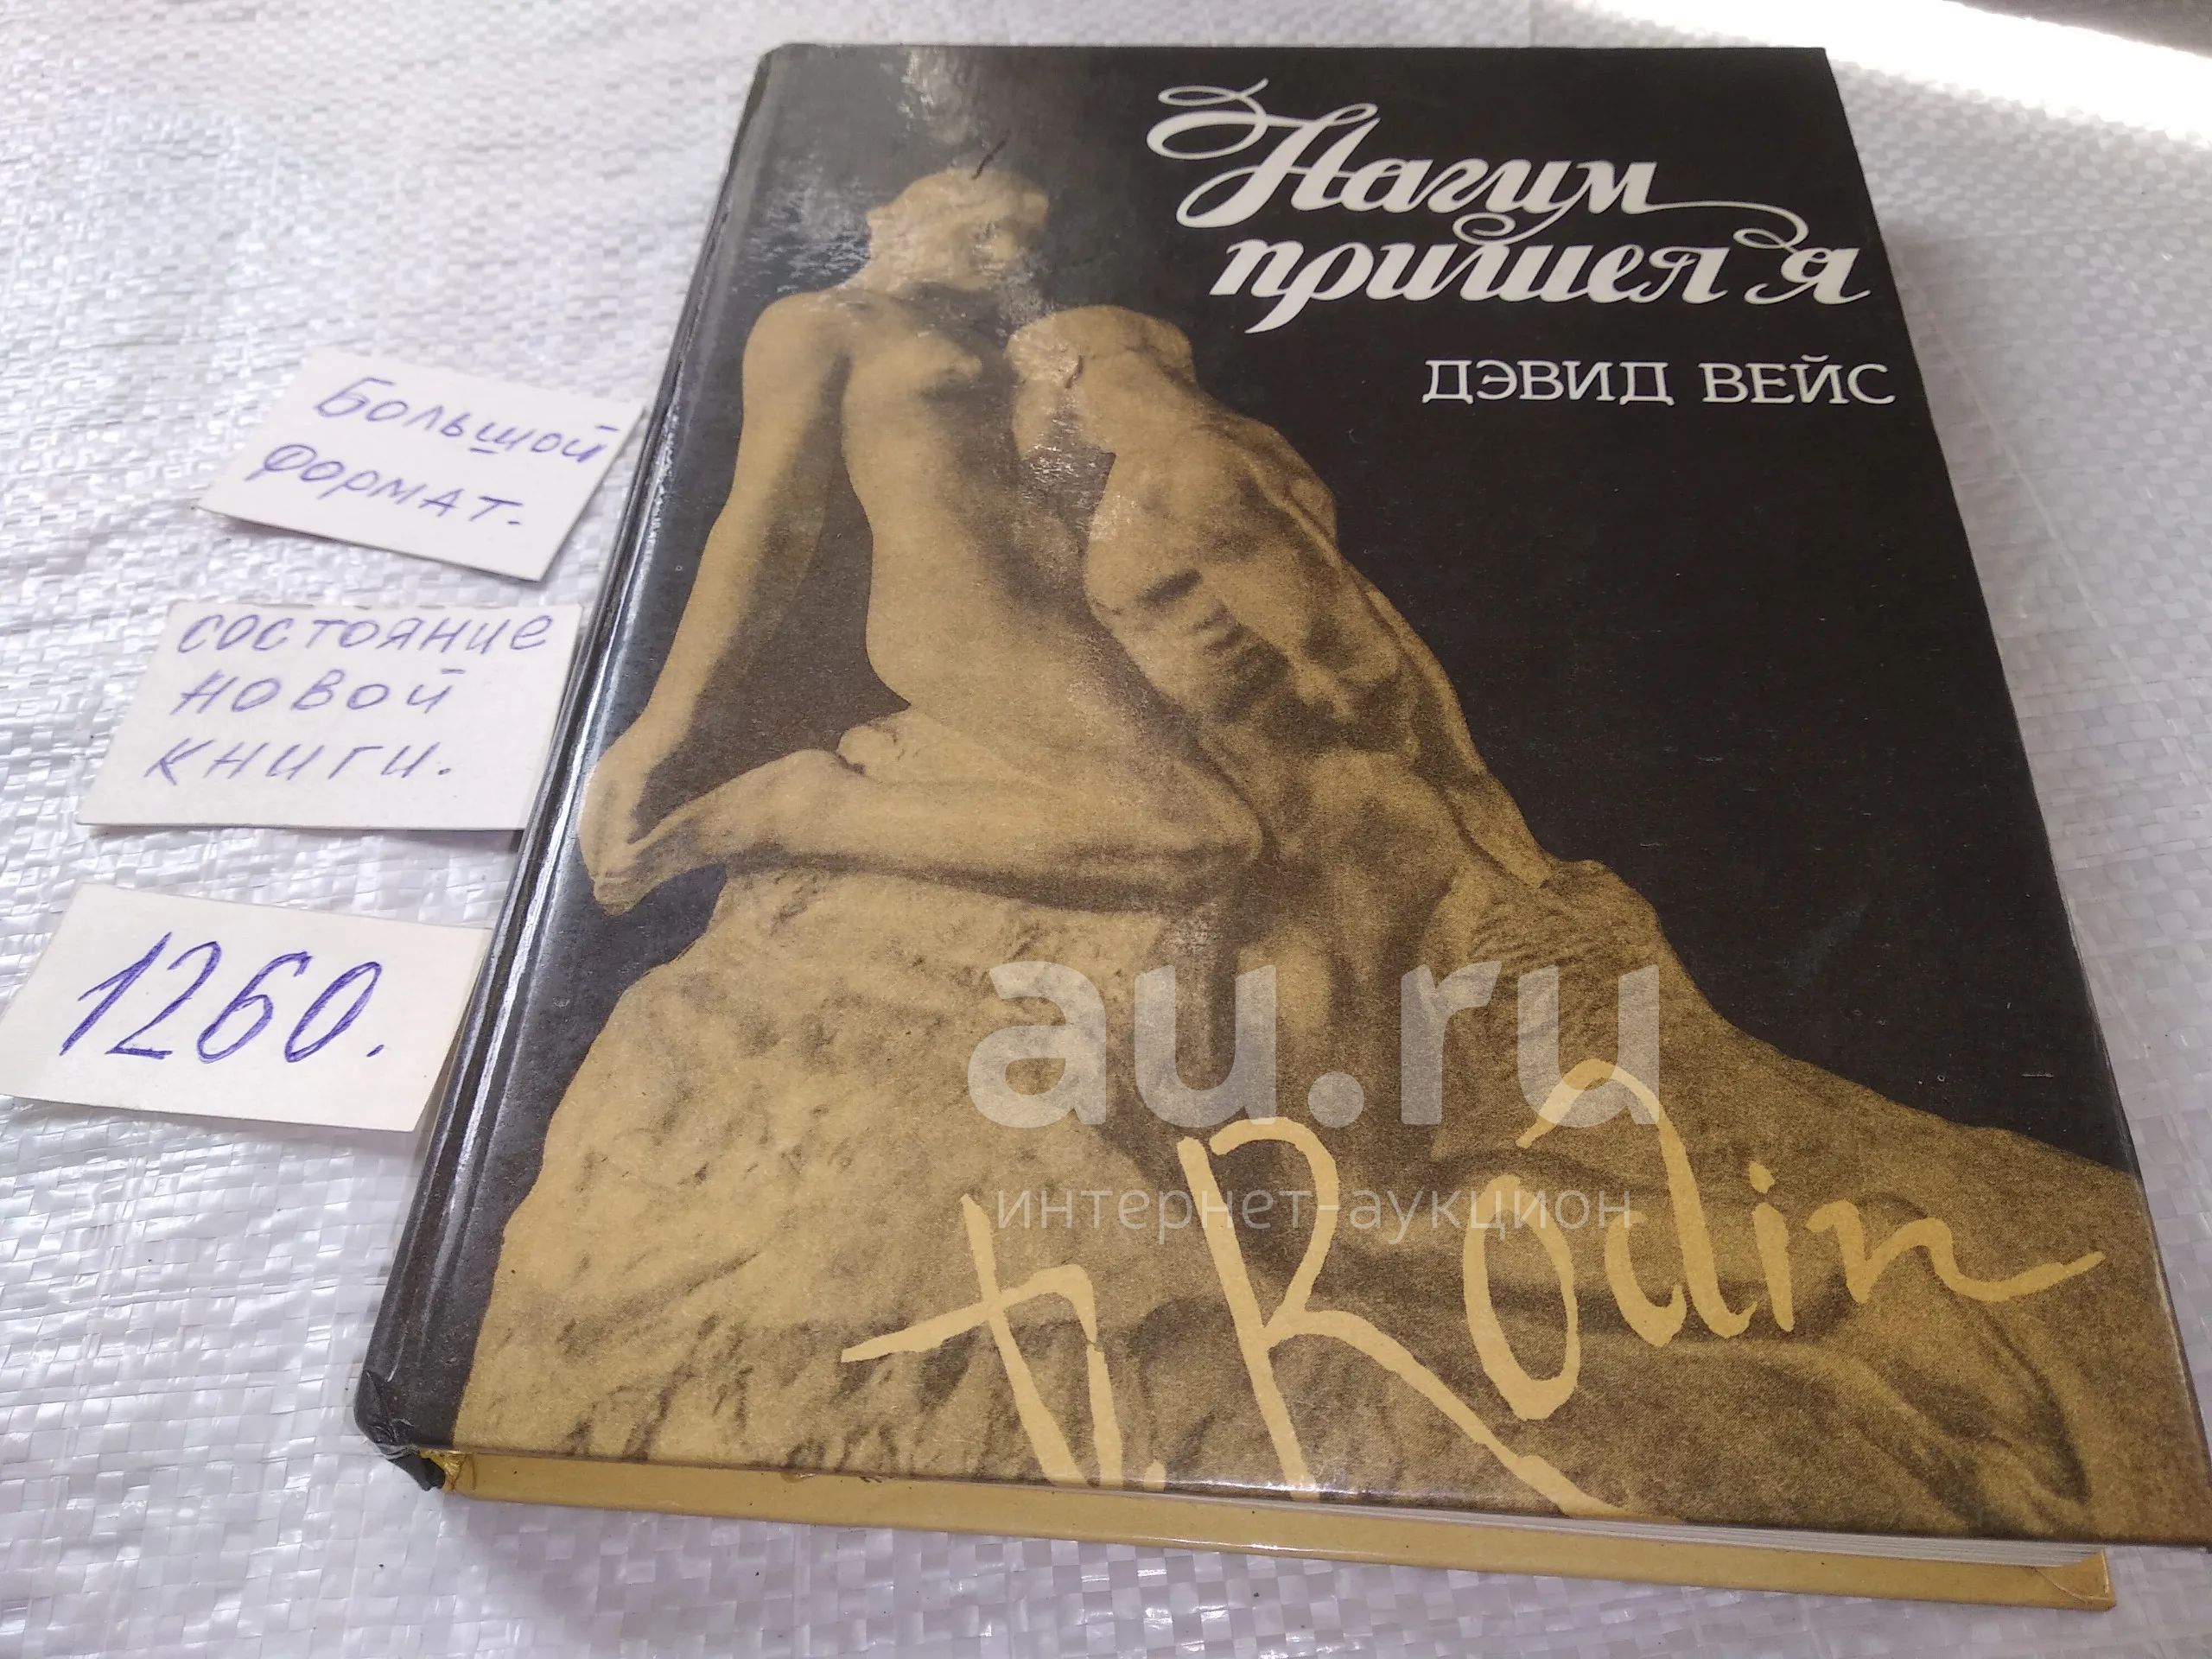 Нагим
пришел я
ДЭВИД ВЕЙС
Большой
формат.
состояние
новой
книги.
1260.
au.ru
интернет-аукцион
A. Rodin